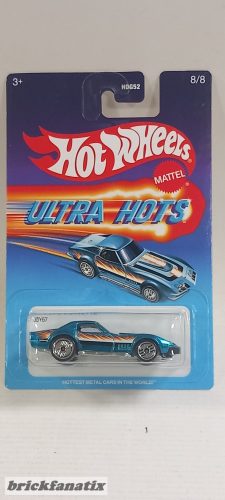 3+
HDG52
8/8
Hot Wheels
MATTEL
ULTRA HOTS
HOTTEST METAL CARS IN THE WORLD!
brickfanatix